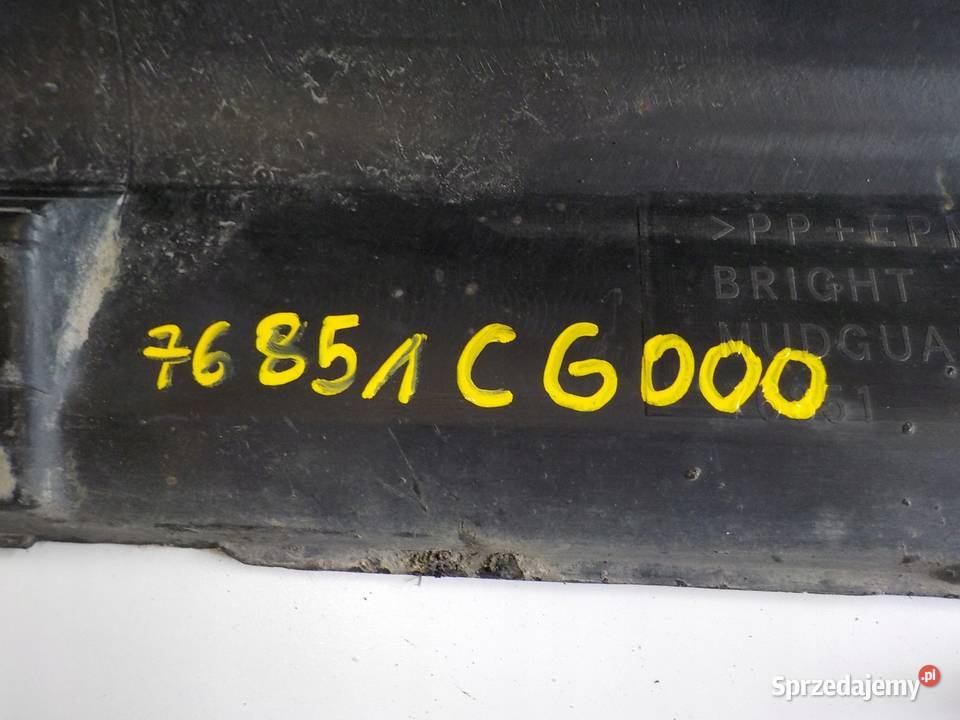 >PP+EP
BRIGHT
MUDGUA
76851CG000
Sprzedajemy.pl